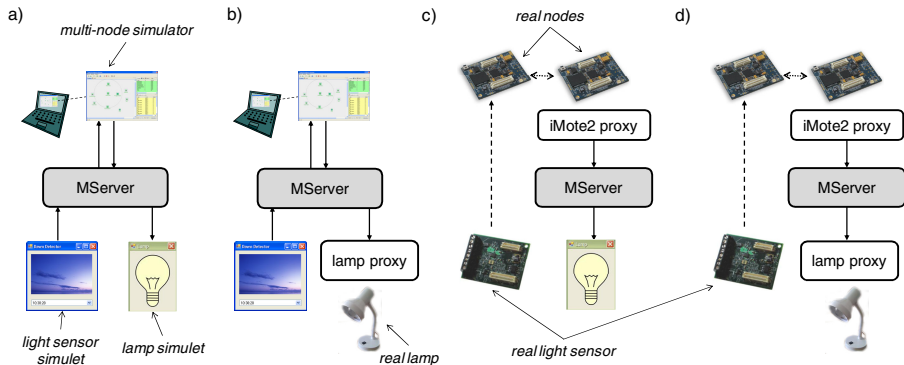 a)
multi-node simulator
MServer
light sensor
simulet
lamp simulet
b)
MServer
lamp proxy
real lamp
c)
real nodes
iMote2 proxy
MServer
real light sensor
d)
iMote2 proxy
MServer
lamp proxy